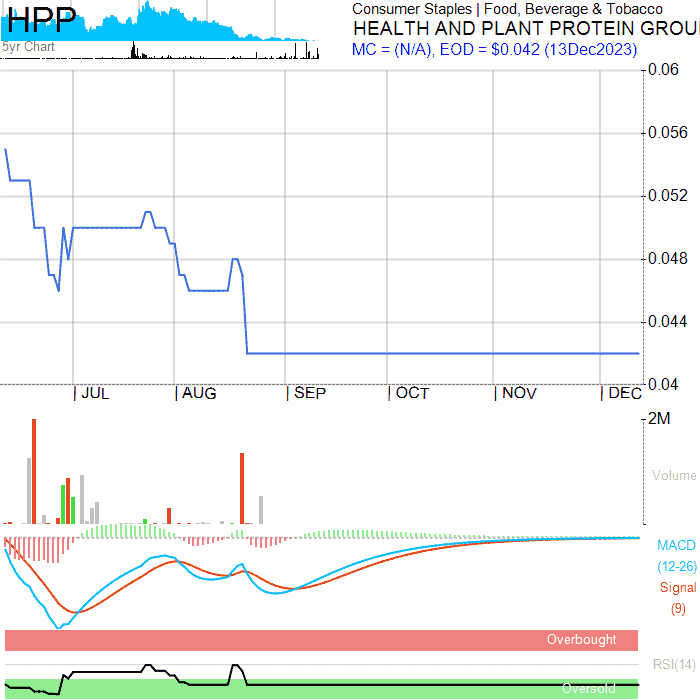 HPP
5yr Chart
Consumer Staples | Food, Beverage & Tobacco
HEALTH AND PLANT PROTEIN GROU
MC = (N/A), EOD = $0.042 (13Dec2023)
0.06
0.056
0.052
0.048
0.044
0.04
| JUL | AUG | SEP | OCT | NOV | DEC
2M
Volume
MACD
(12-26)
Signal
(9)
Overbought
RSI(14)
Oversold